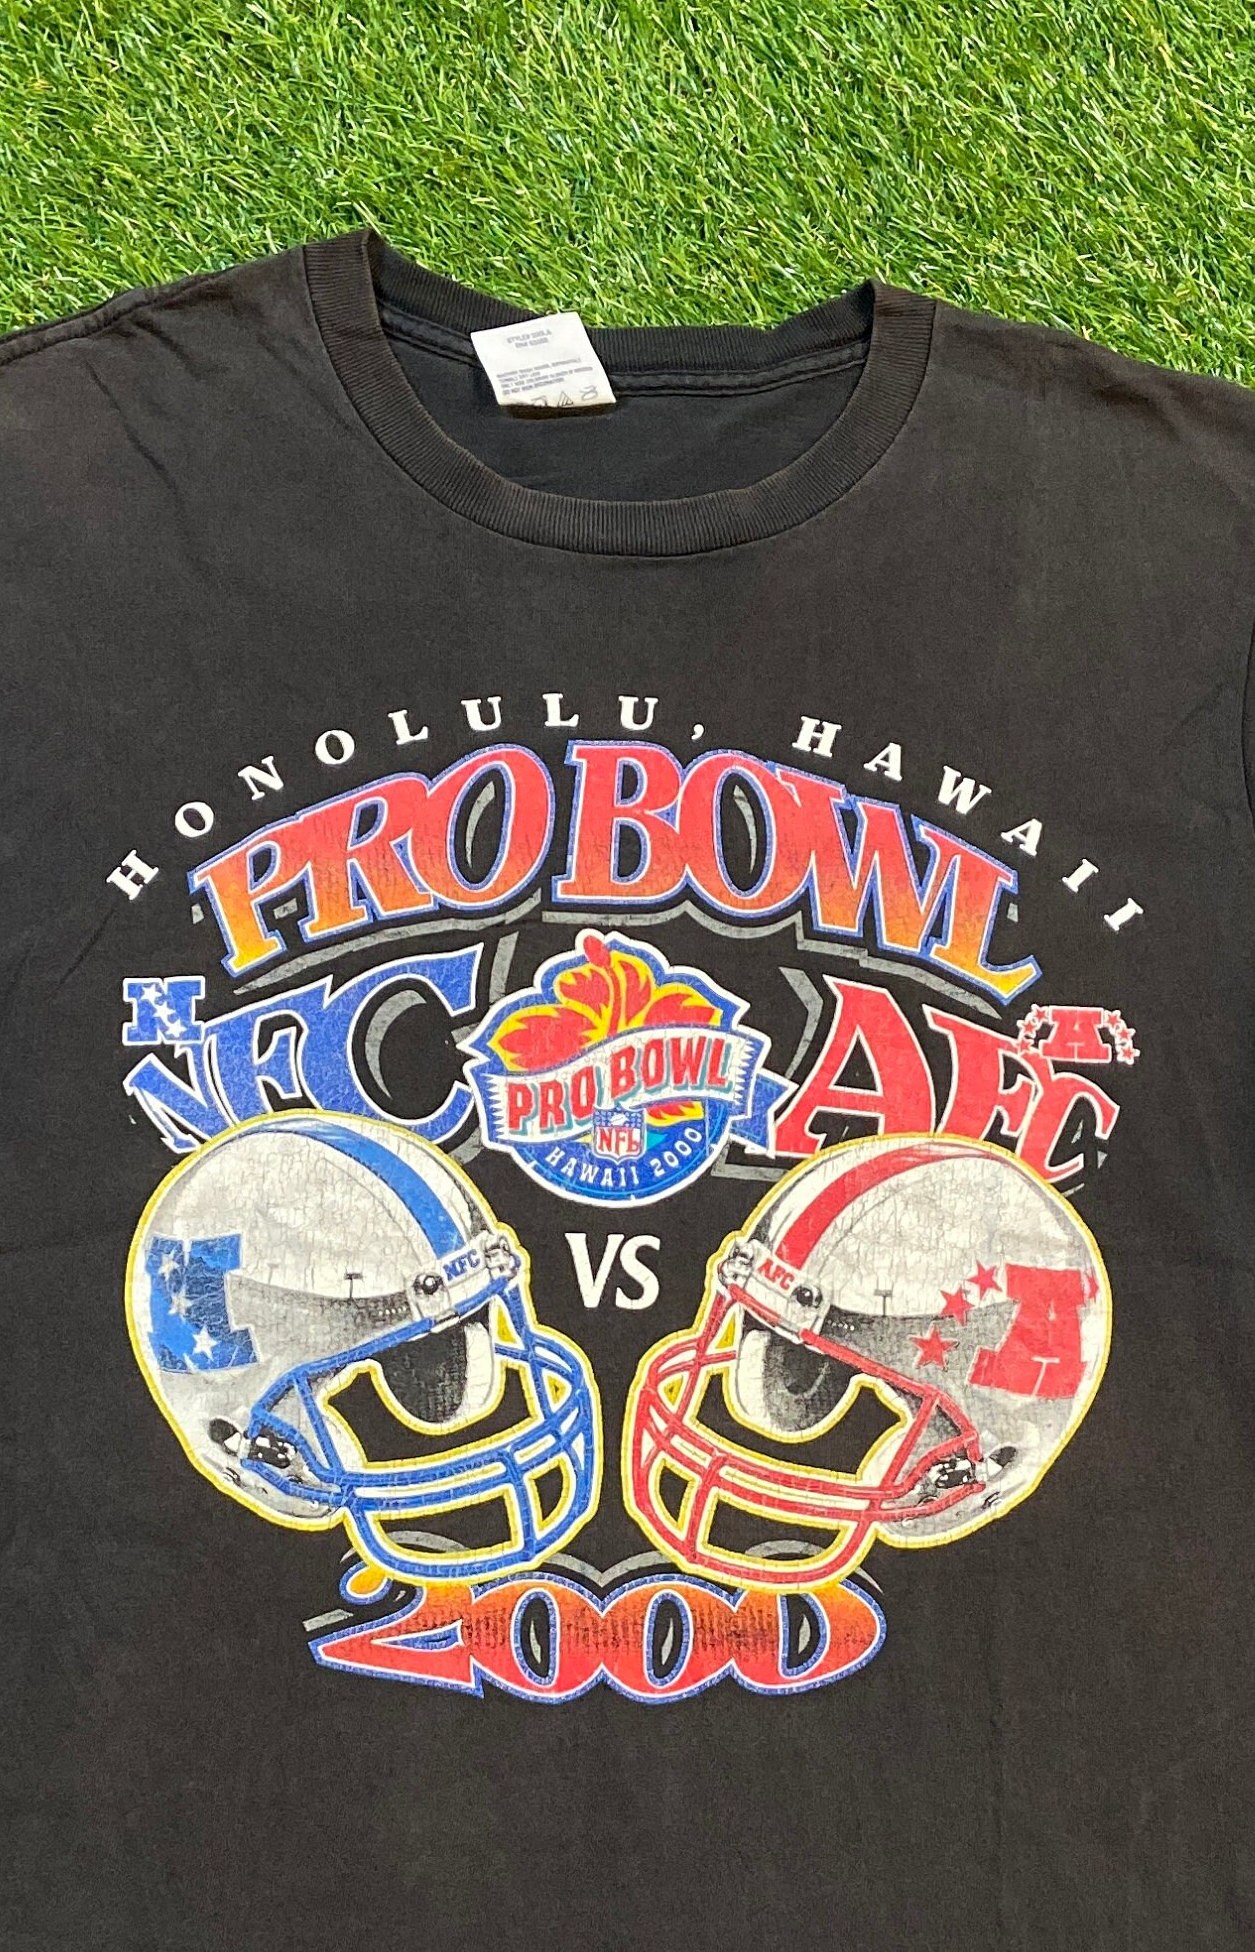 HONOLULU, HAWAII
PRO BOWL
N NFC
PRO BOWL
NFL
HAWAII 2000
AFC A
NFC
N
VS
AFC
A
2000